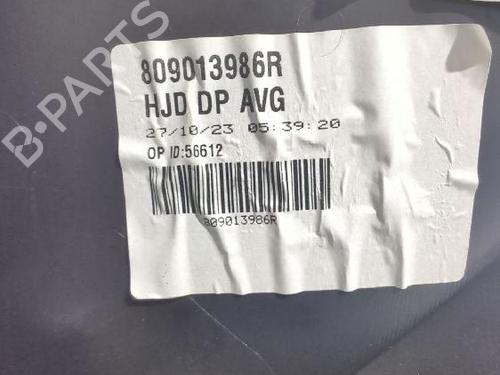 B-PARTS
809013986R
HJD DP AVG
27/10/23 05:39:20
OP ID:56612
809013986R